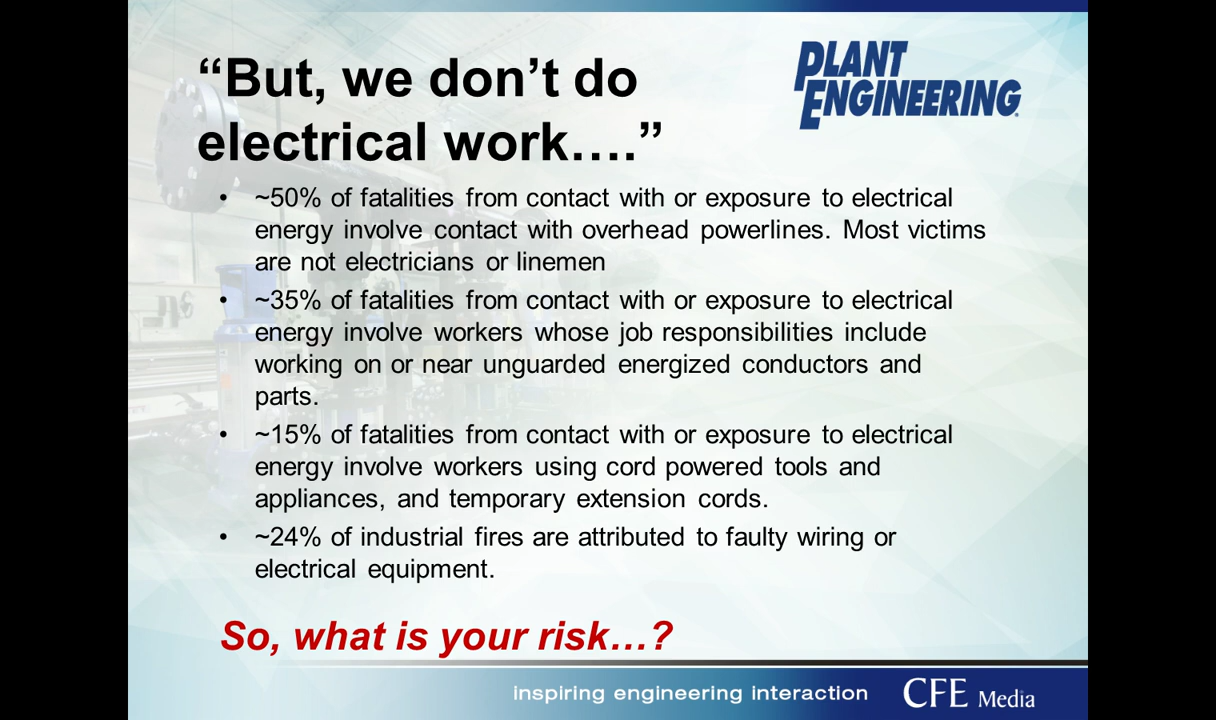 “But, we don’t do
electrical work….”
PLANT
ENGINEERING®
• ~50% of fatalities from contact with or exposure to electrical
energy involve contact with overhead powerlines. Most victims
are not electricians or linemen
• ~35% of fatalities from contact with or exposure to electrical
energy involve workers whose job responsibilities include
working on or near unguarded energized conductors and
parts.
• ~15% of fatalities from contact with or exposure to electrical
energy involve workers using cord powered tools and
appliances, and temporary extension cords.
• ~24% of industrial fires are attributed to faulty wiring or
electrical equipment.
So, what is your risk…?
inspiring engineering interaction
CFE Media